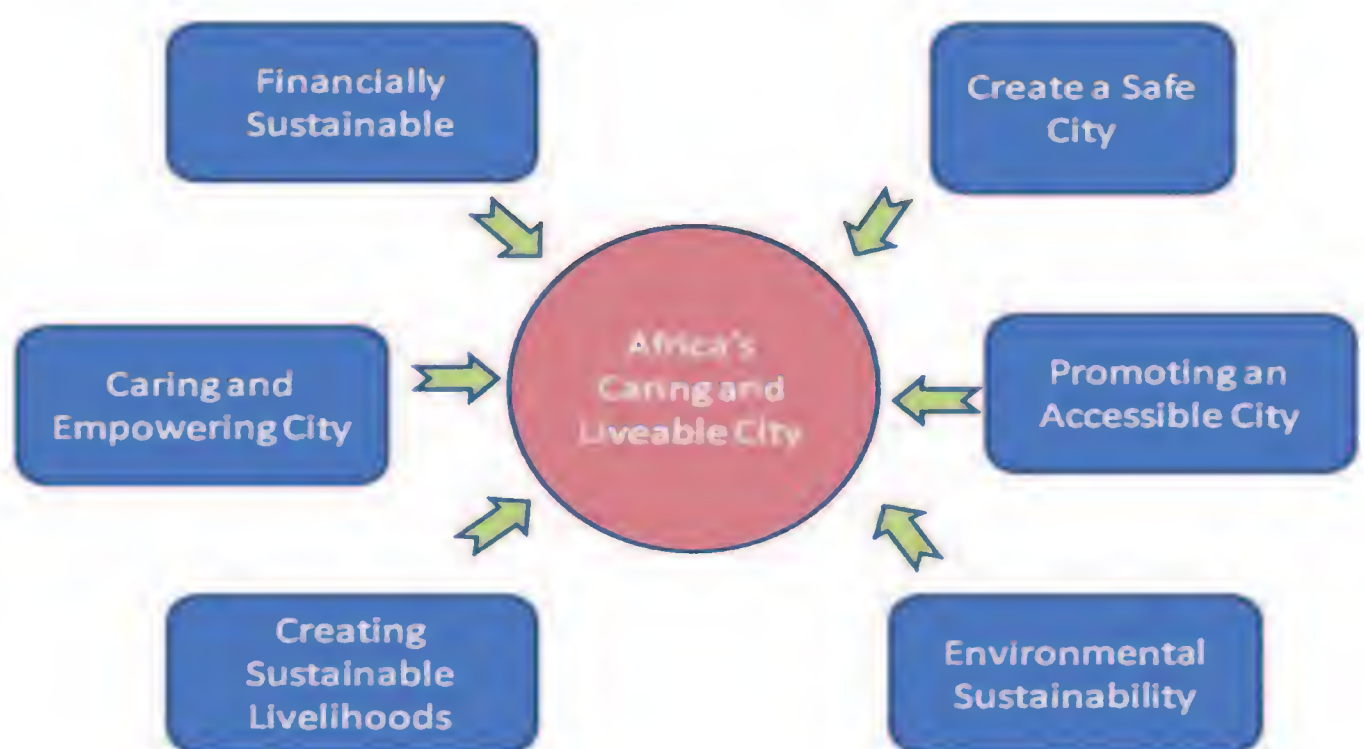 Financially
Sustainable
Create a Safe
City
Africa's
Caring and
Liveable City
Caring and
Empowering City
Promoting an
Accessible City
Creating
Sustainable
Livelihoods
Environmental
Sustainability